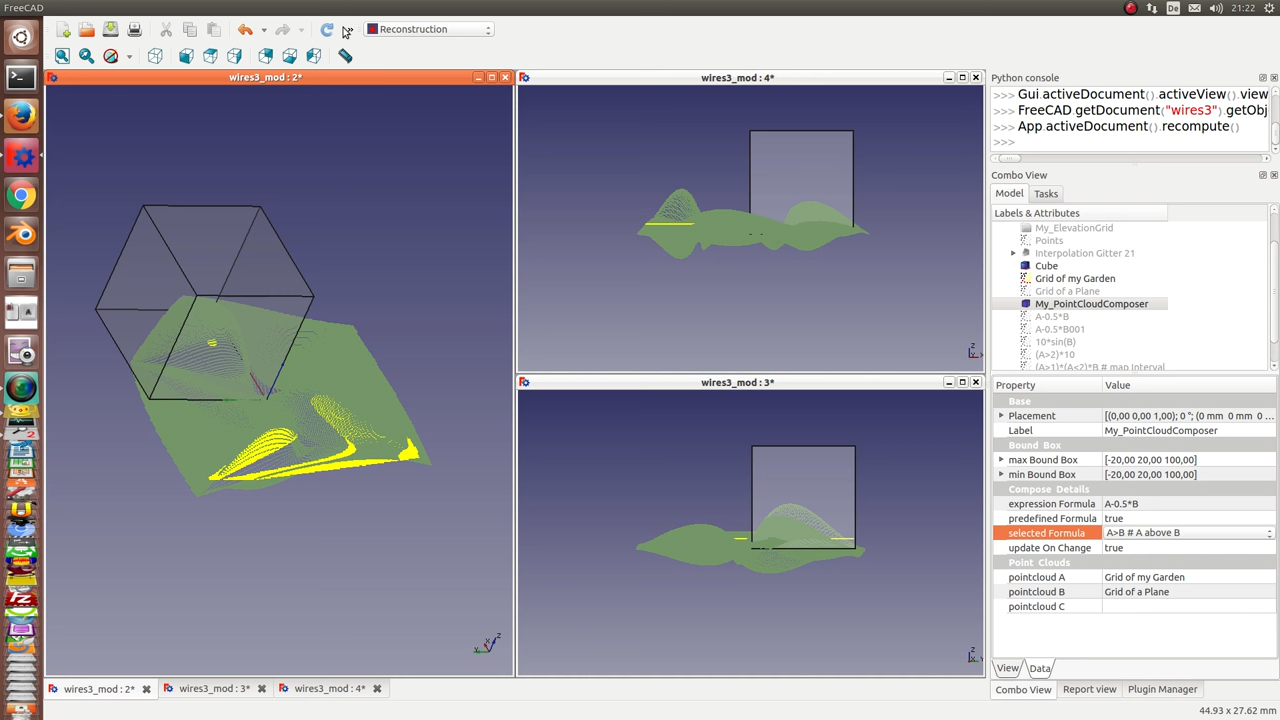 FreeCAD
De
21:22
Reconstruction
wires3_mod : 2*
wires3_mod : 4*
wires3_mod : 3*
Python console
>>> Gui activeDocument().activeView().view
>>> FreeCAD getDocument("wires3").getObj
>>> App activeDocument().recompute()
>>>
Combo View
Model
Tasks
Labels & Attributes
My_ElevationGrid
Points
Interpolation Gitter 21
Cube
Grid of my Garden
Grid of a Plane
My_PointCloudComposer
A-0.5*B
A-0.5*B001
10*sin(B)
(A>2)*10
(A>1)*(A<2)*B # map Interval
Property
Value
Base
Placement
[(0,00 0,00 1,00); 0 °; (0 mm 0 mm 0 ...
Label
My_PointCloudComposer
Bound Box
max Bound Box
[-20,00 20,00 100,00]
min Bound Box
[-20,00 20,00 100,00]
Compose Details
expression Formula
A-0.5*B
predefined Formula
true
selected Formula
A>B # A above B
update On Change
true
Point Clouds
pointcloud A
Grid of my Garden
pointcloud B
Grid of a Plane
pointcloud C
View
Data
wires3_mod : 2*
wires3_mod : 3*
wires3_mod : 4*
Combo View
Report view
Plugin Manager
44.93 x 27.62 mm